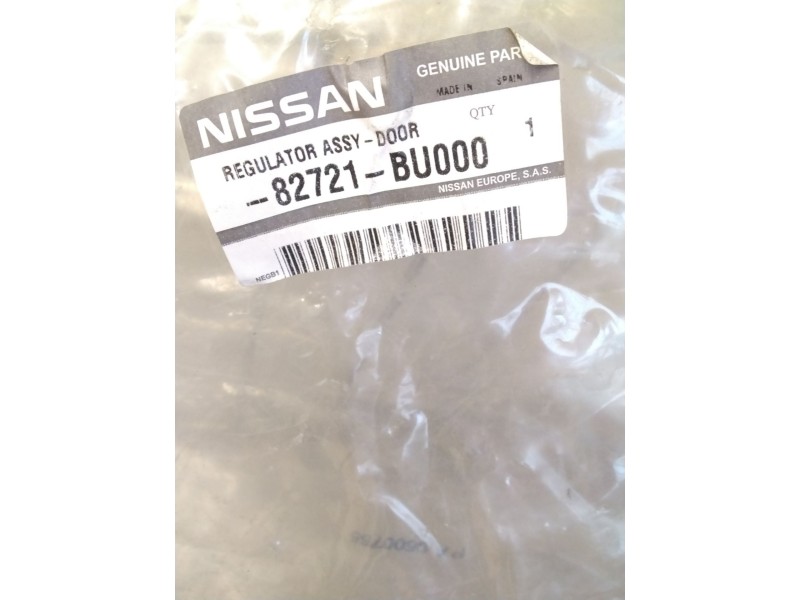 NISSAN
GENUINE PAR
MADE IN SPAIN
REGULATOR ASSY-DOOR
QTY
1
-82721-BU000
NISSAN EUROPE, S.A.S.
NEGB1